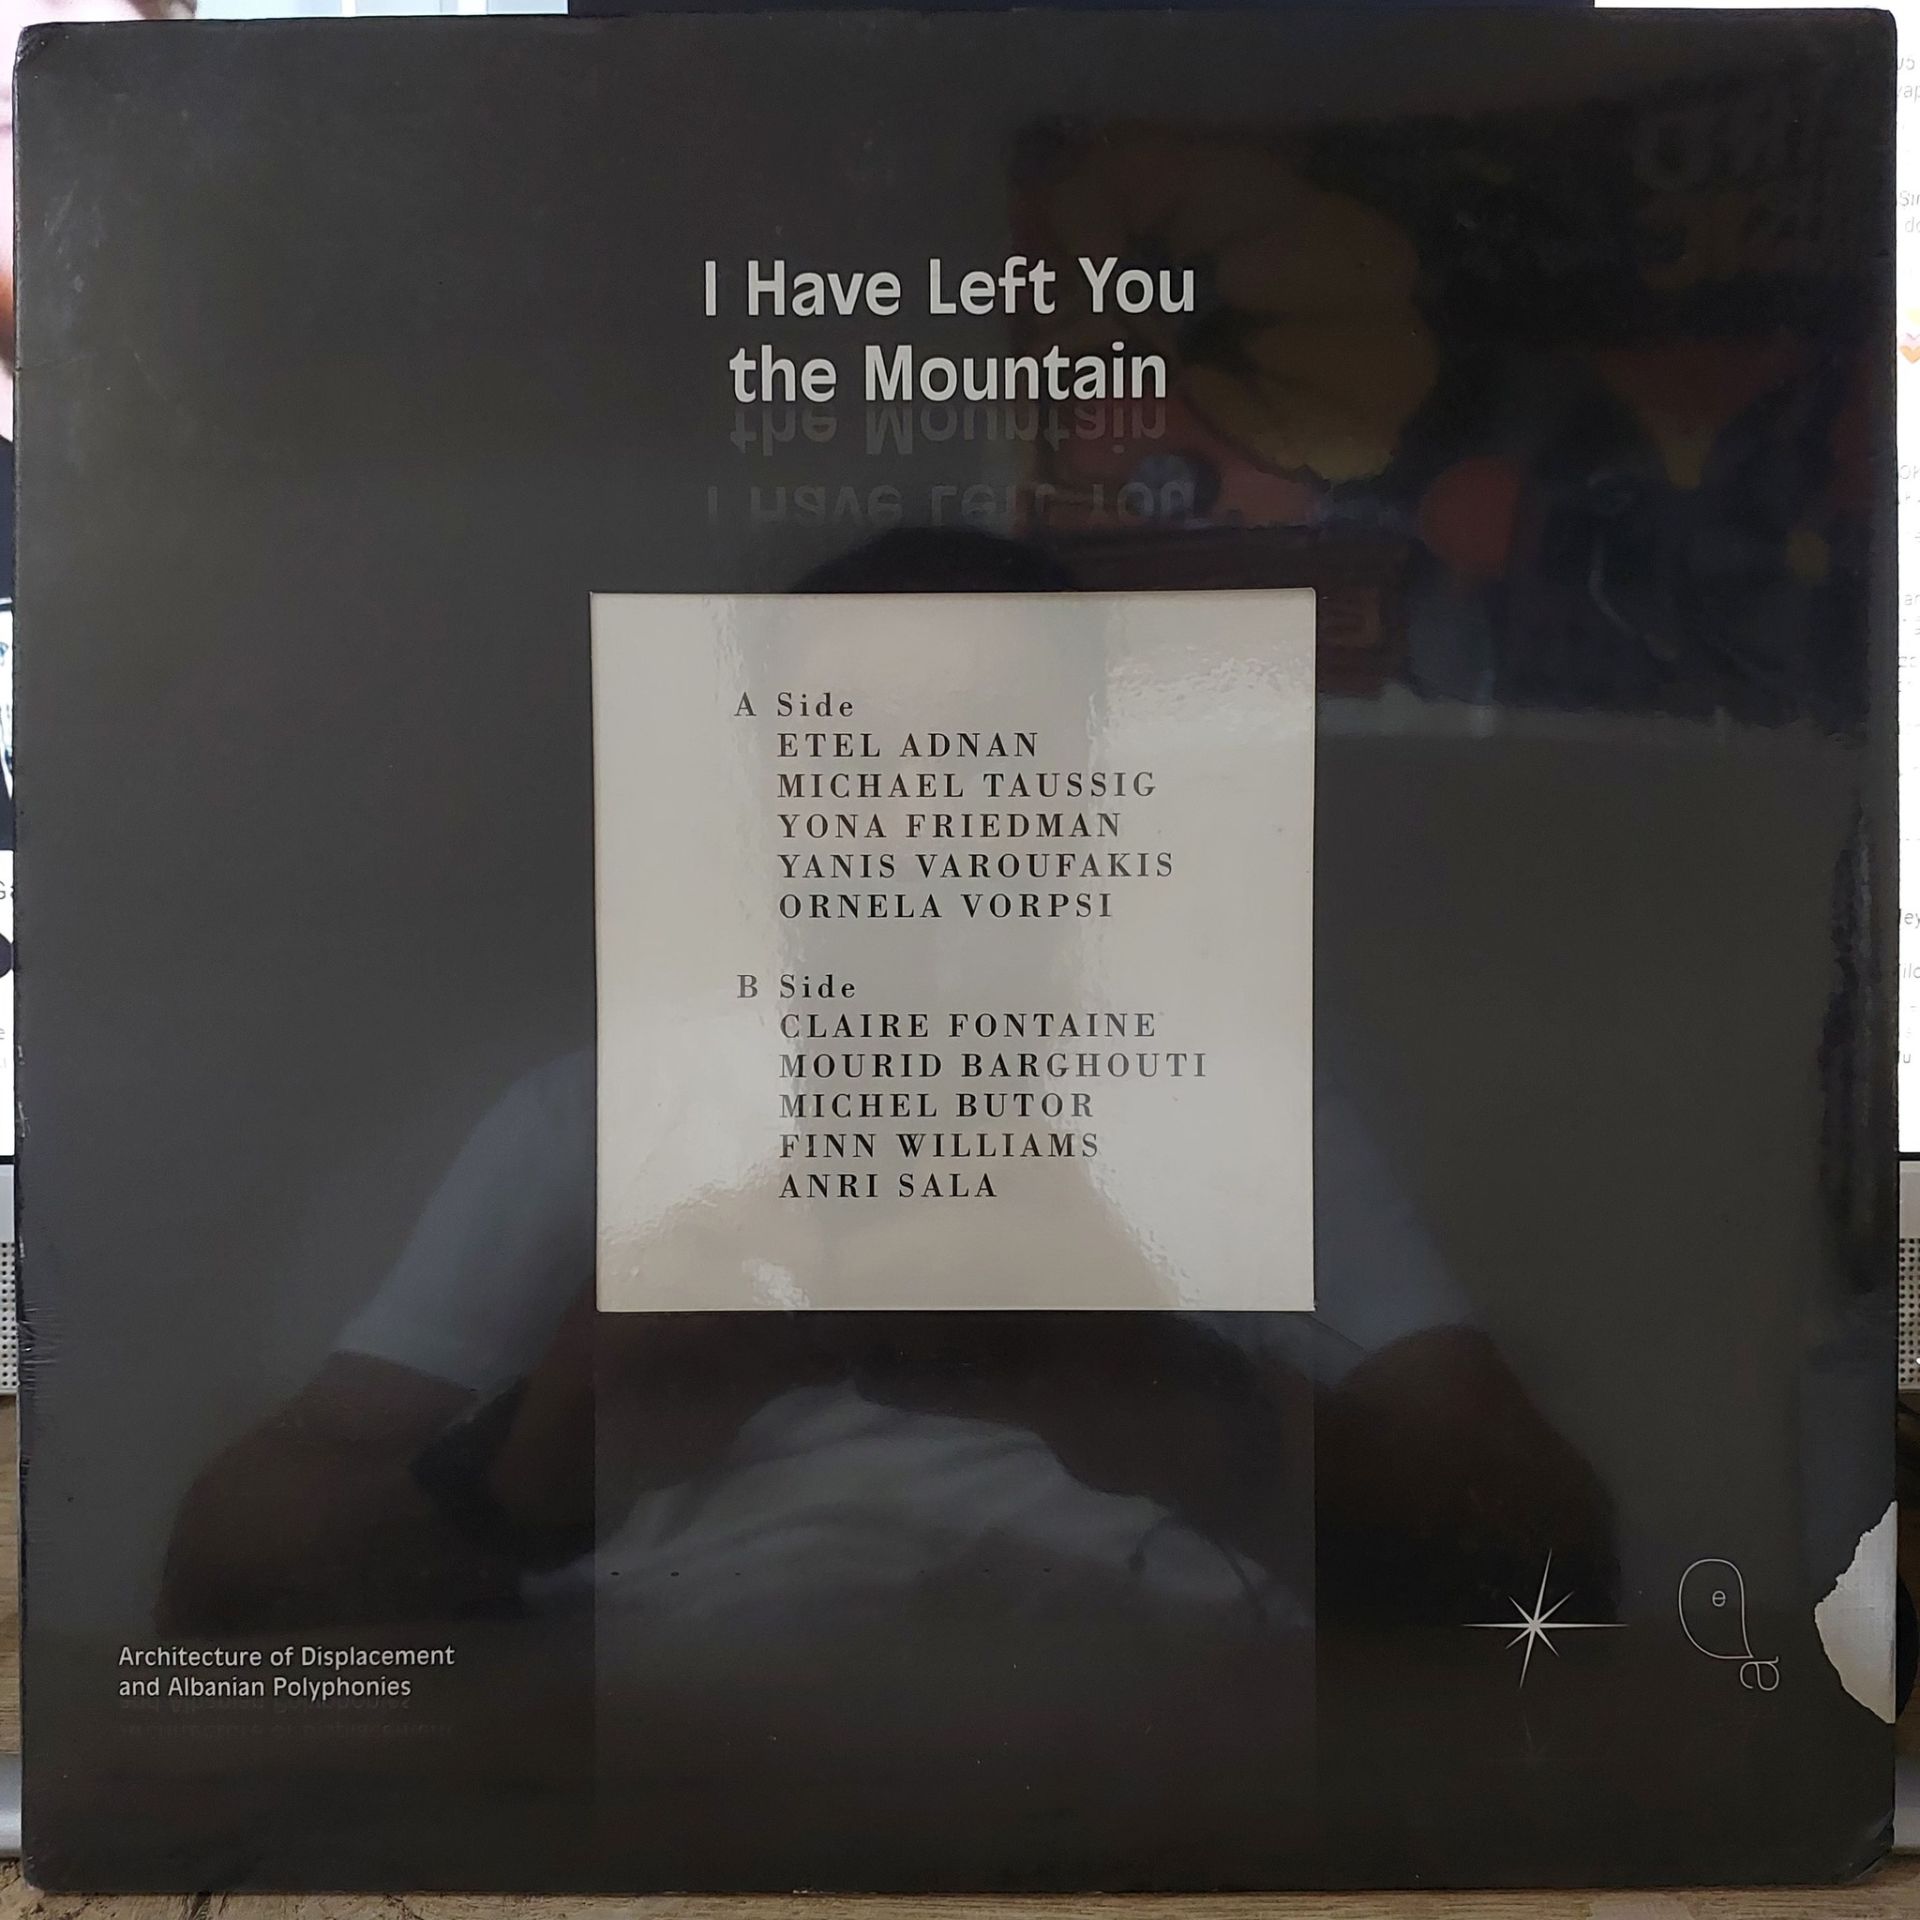 I Have Left You
the Mountain
A Side
ETEL ADNAN
MICHAEL TAUSSIG
YONA FRIEDMAN
YANIS VAROUFAKIS
ORNELA VORPSI
B Side
CLAIRE FONTAINE
MOURID BARGHOUTI
MICHEL BUTOR
FINN WILLIAMS
ANRI SALA
Architecture of Displacement
and Albanian Polyphonies
e
a